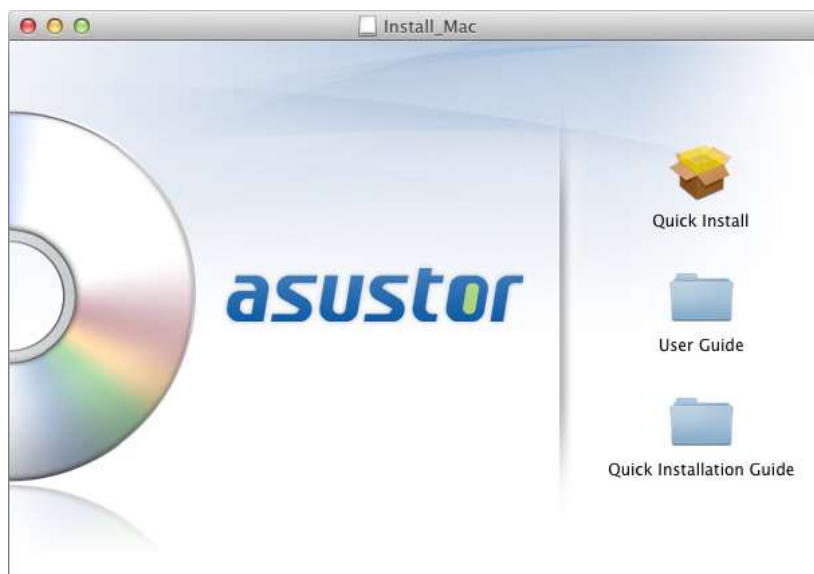 Install_Mac
asustor
Quick Install
User Guide
Quick Installation Guide